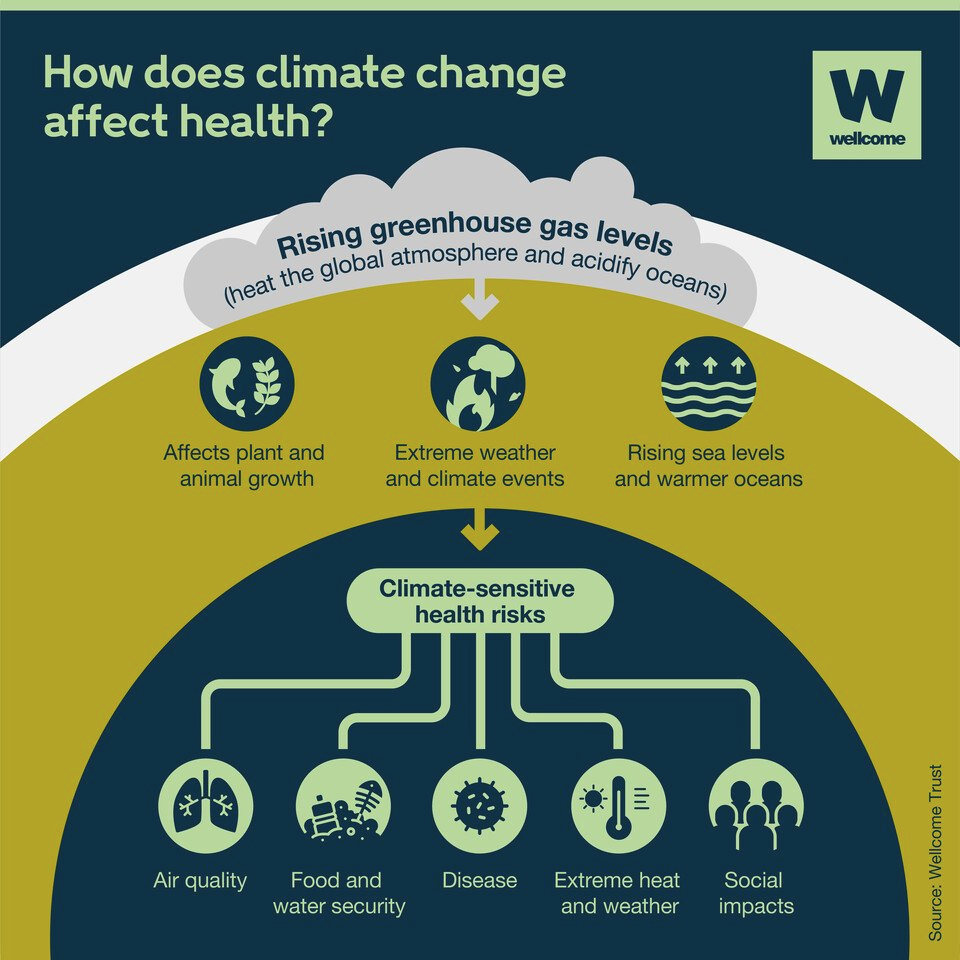 How does climate change
affect health?
W
wellcome
Rising greenhouse gas levels
(heat the global atmosphere and acidify oceans)
Affects plant and
animal growth
Extreme weather
and climate events
Rising sea levels
and warmer oceans
Climate-sensitive
health risks
Air quality
Food and
water security
Disease
Extreme heat
and weather
Social
impacts
Source: Wellcome Trust